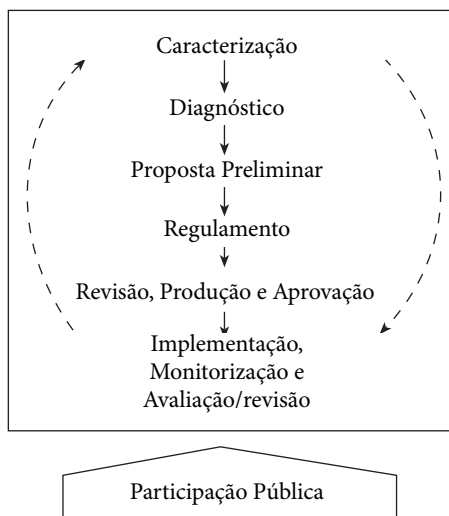 Caracterização
Diagnóstico
Proposta Preliminar
Regulamento
Revisão, Produção e Aprovação
Implementação,
Monitorização e
Avaliação/revisão
Participação Pública